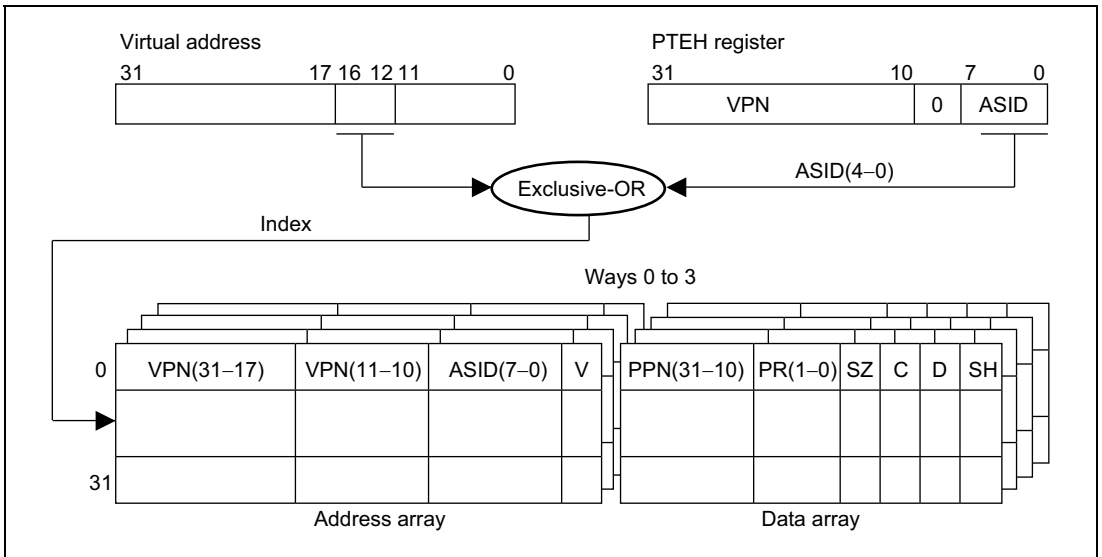 Virtual address
PTEH register
31 17 16 12 11 0
31 10 7 0
VPN 0 ASID
Exclusive-OR
ASID(4–0)
Index
Ways 0 to 3
0 VPN(31–17) VPN(11–10) ASID(7–0) V PPN(31–10) PR(1–0) SZ C D SH
31
Address array
Data array